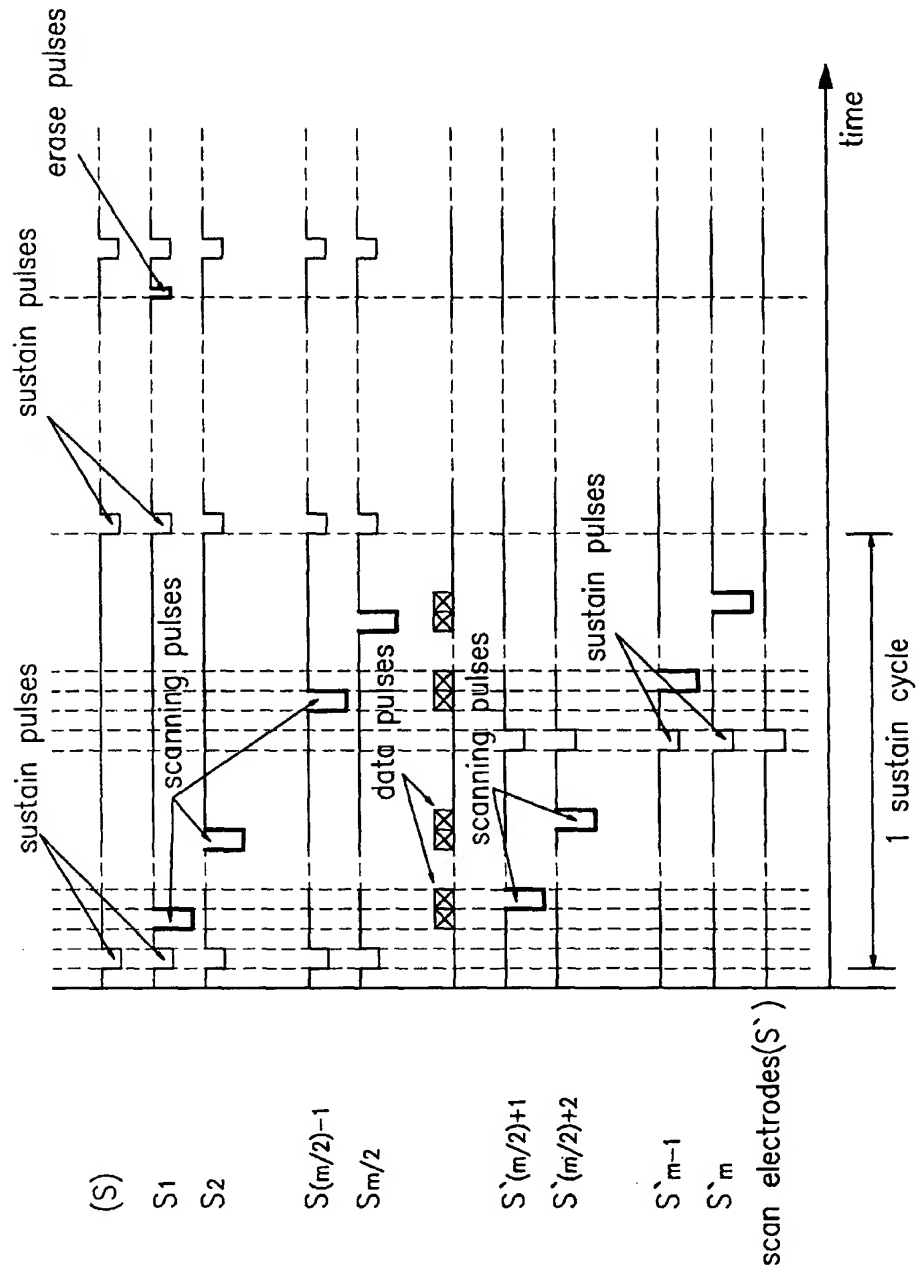 sustain pulses
sustain pulses
erase pulses
scanning pulses
(S)
S1
S2
S(m/2)-1
Sm/2
data pulses
scanning pulses
sustain pulses
S`(m/2)+1
S`(m/2)+2
S`m-1
S`m
scan electrodes(S`)
time
1 sustain cycle